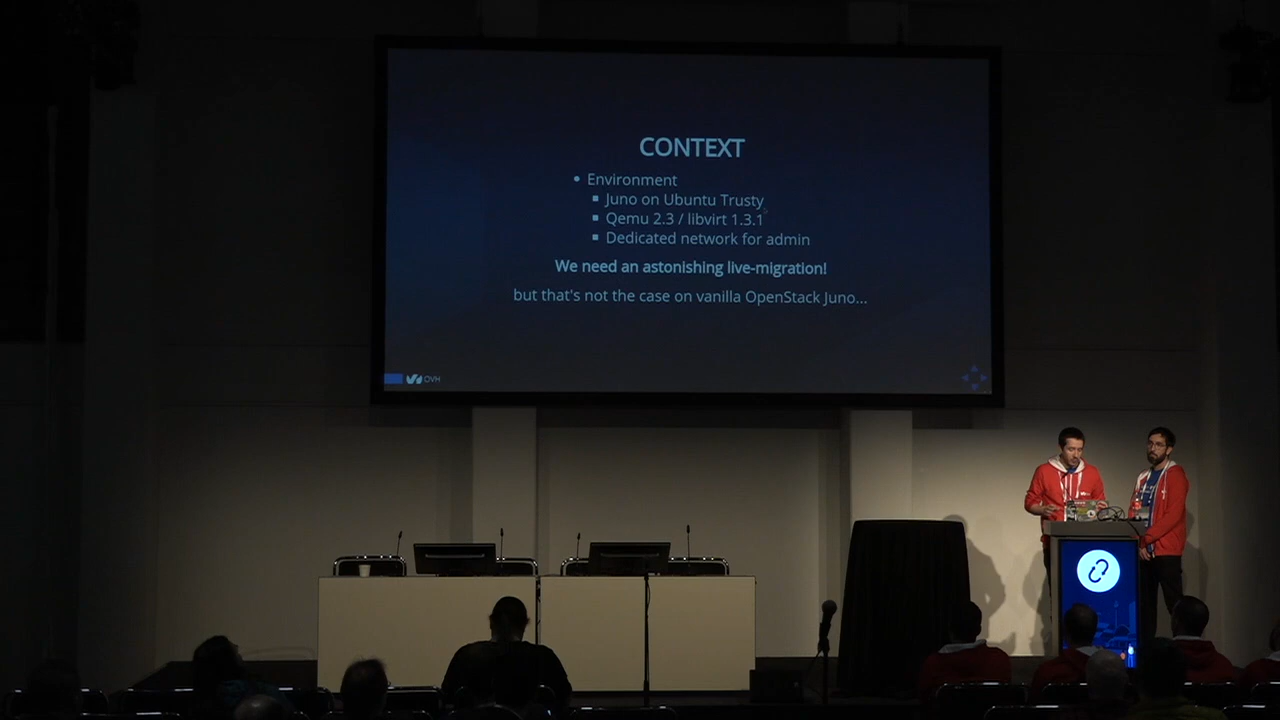 CONTEXT
Environment
Juno on Ubuntu Trusty
Qemu 2.3 / libvirt 1.3.1
Dedicated network for admin
We need an astonishing live-migration!
but that's not the case on vanilla OpenStack Juno...
OVH